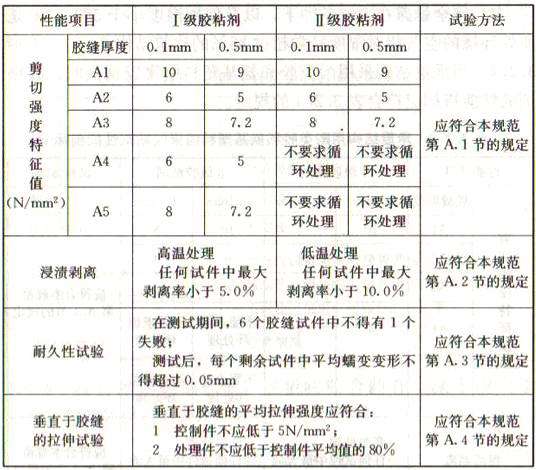 性能项目 Ⅰ级胶粘剂 Ⅱ级胶粘剂 试验方法
剪切强度特征值(N/mm²) 胶缝厚度 0.1mm 0.5mm 0.1mm 0.5mm 应符合本规范第 A.1 节的规定
A1 10 9 10 9
A2 6 5 6 5
A3 8 7.2 8 7.2
A4 6 5 不要求循环处理 不要求循环处理
A5 8 7.2 不要求循环处理 不要求循环处理
浸渍剥离 高温处理 低温处理 应符合本规范
任何试件中最大 任何试件中最大 第 A.2 节的规定
剥离率小于 5.0% 剥离率小于 10.0%
耐久性试验 在测试期间，6 个胶缝试件中不得有 1 个 应符合本规范
失败； 第 A.3 节的规定
测试后，每个剩余试件中平均蠕变变形不
得超过 0.05mm
垂直于胶缝 垂直于胶缝的平均拉伸强度应符合： 应符合本规范
的拉伸试验 1 控制件不应低于 5N/mm²； 第 A.4 节的规定
2 处理件不应低于控制件平均值的 80%